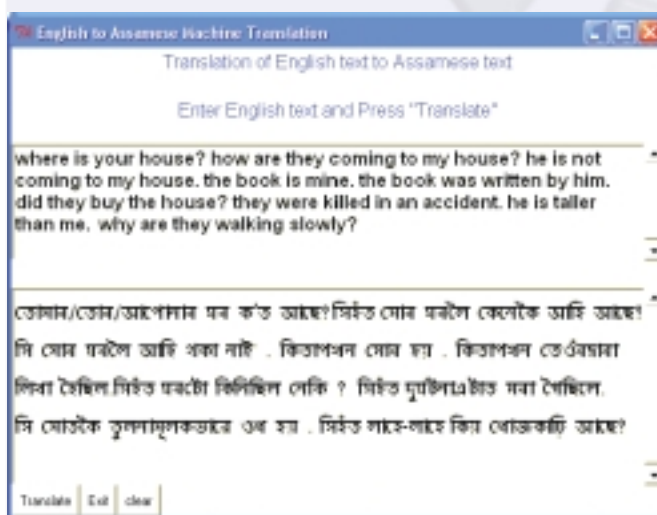 English to Assamese Machine Translation
Translation of English text to Assamese text
Enter English text and Press "Translate"
where is your house? how are they coming to my house? he is not
coming to my house. the book is mine. the book was written by him.
did they buy the house? they were killed in an accident. he is taller
than me. why are they walking slowly?
তোমাৰ/তোৰ/আপোনাৰ ঘৰ ক'ত আছে? সিহঁত মোৰ ঘৰলৈ কেনেকৈ আহি আছে?
সি মোৰ ঘৰলৈ আহি থকা নাই . কিতাপখন মোৰ হয় . কিতাপখন তেওঁৰদ্বাৰা
লিখা হৈছিল.সিহঁত ঘৰটো কিনিছিল নেকি ? সিহঁত দুৰ্ঘটনাএটাত মৰা গৈছিলে.
সি মোতকৈ তুলনামূলকভাৱে ওখ হয় . সিহঁত লাহে-লাহে কিয় খোজকাঢ়ি আছে?
Translate Exit clear